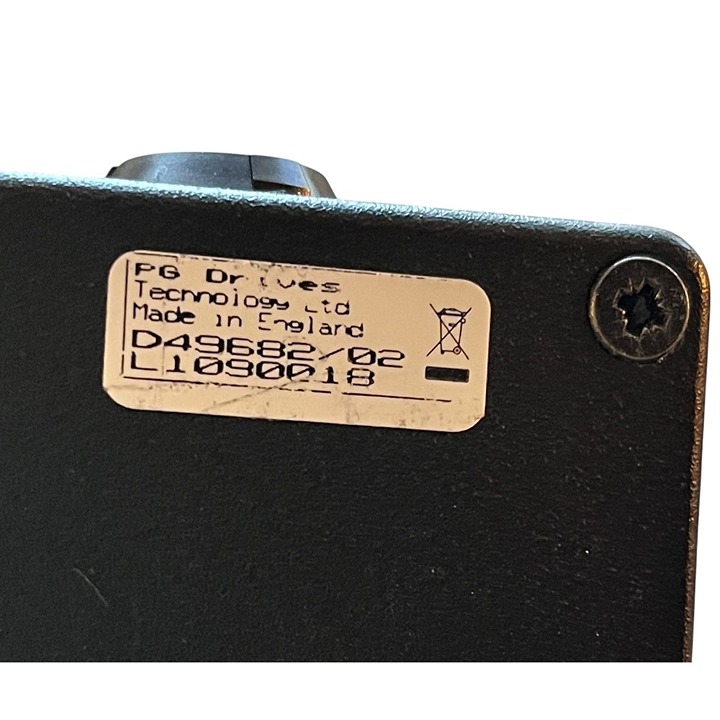 PG Drives
Technology Ltd
Made in England
D49682/02
L1090018